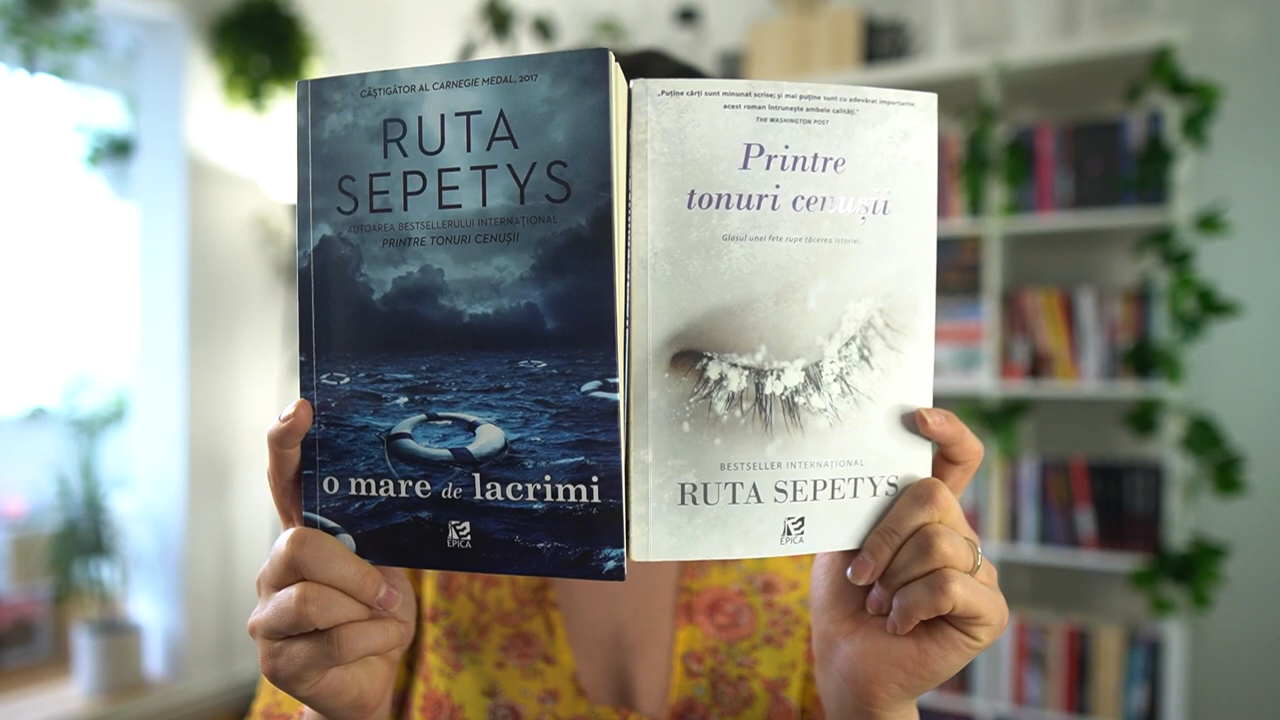 CÂȘTIGĂTOR AL CARNEGIE MEDAL, 2017
RUTA
SEPETYS
AUTOAREA BESTSELLERULUI INTERNAȚIONAL
PRINTRE TONURI CENUȘII
o mare de lacrimi
EPICA
„Puține cărți sunt minunat scrise; și mai puține sunt cu adevărat importante;
acest roman întrunește ambele calități."
THE WASHINGTON POST
Printre
tonuri cenușii
Glasul unei fete rupe tăcerea istoriei.
BESTSELLER INTERNAȚIONAL
RUTA SEPETYS
EPICA